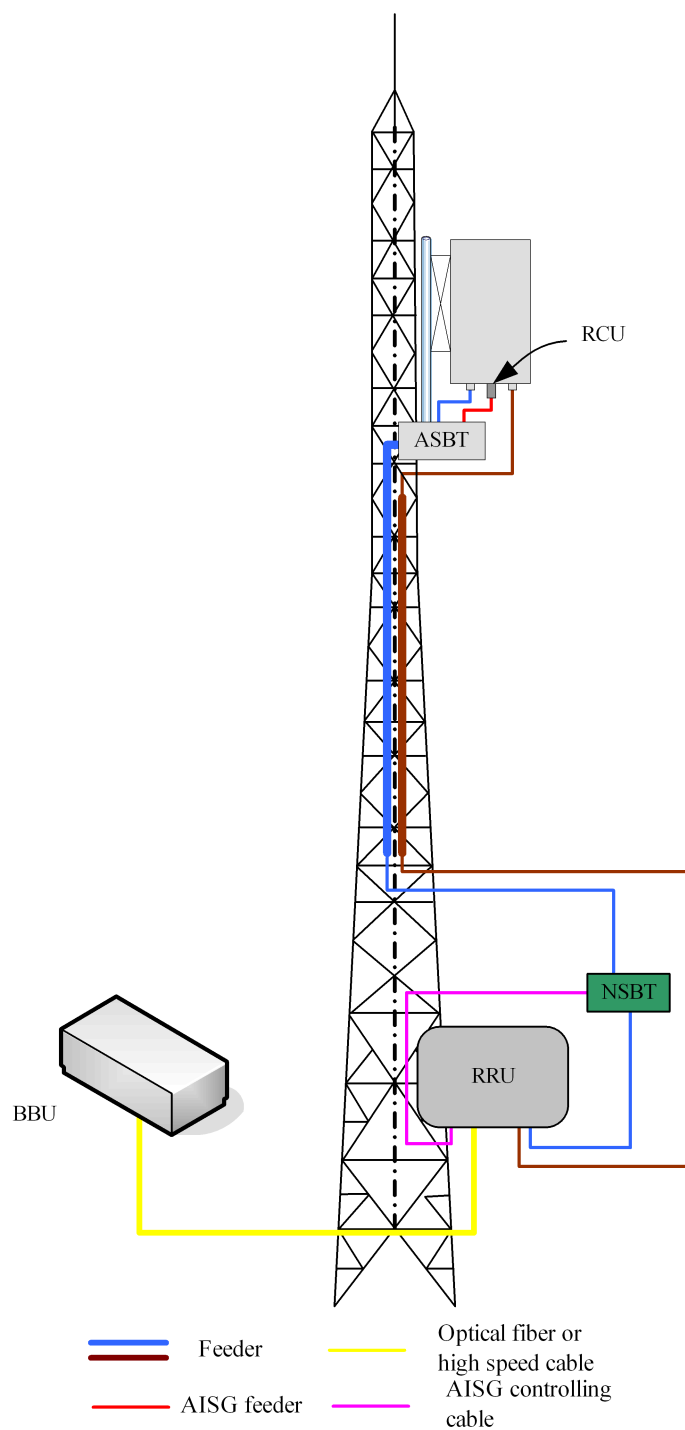 RCU
ASBT
NSBT
RRU
BBU
Feeder
Optical fiber or
high speed cable
AISG feeder
AISG controlling
cable